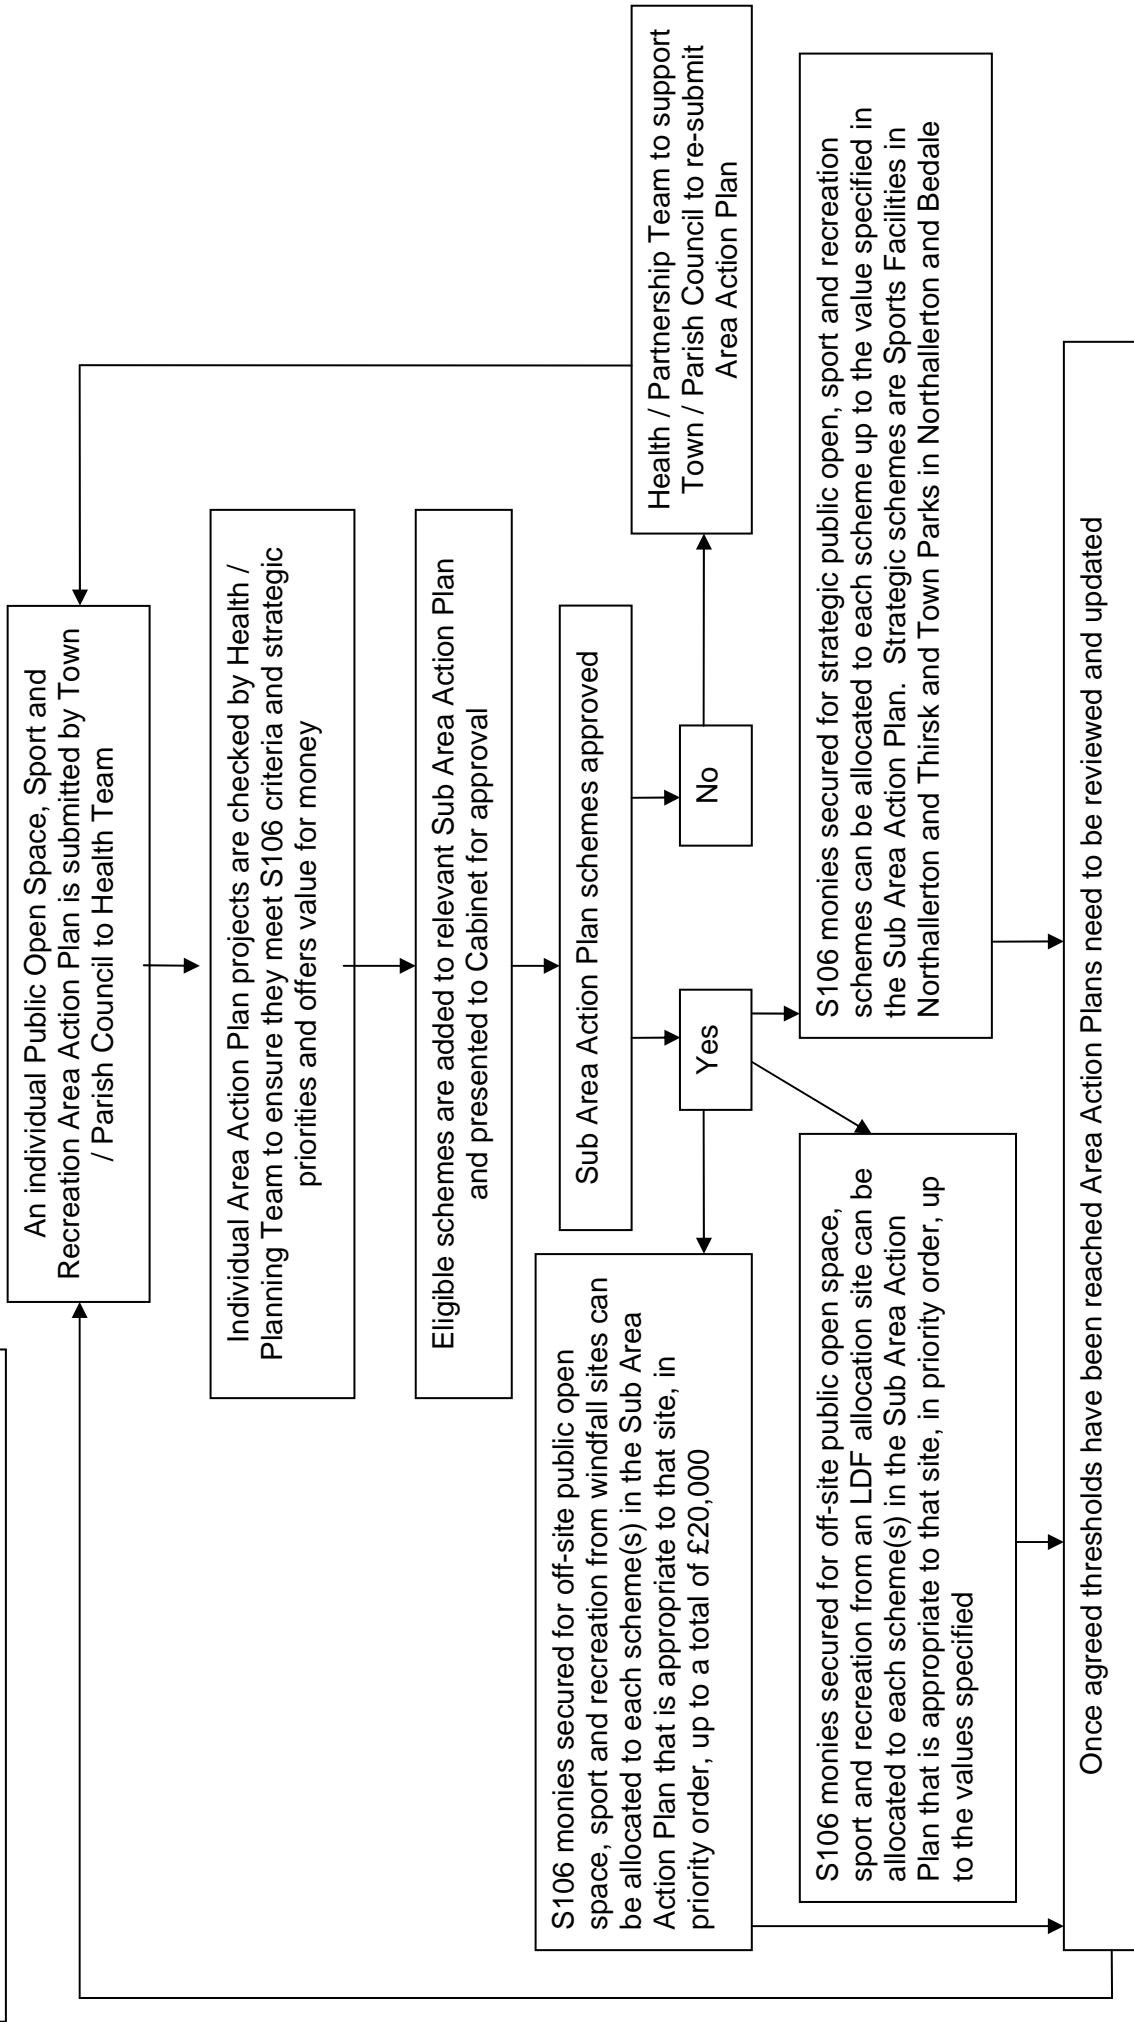 An individual Public Open Space, Sport and
Recreation Area Action Plan is submitted by Town
/ Parish Council to Health Team
Individual Area Action Plan projects are checked by Health /
Planning Team to ensure they meet S106 criteria and strategic
priorities and offers value for money
Eligible schemes are added to relevant Sub Area Action Plan
and presented to Cabinet for approval
Sub Area Action Plan schemes approved
Yes
No
Health / Partnership Team to support
Town / Parish Council to re-submit
Area Action Plan
S106 monies secured for off-site public open
space, sport and recreation from windfall sites can
be allocated to each scheme(s) in the Sub Area
Action Plan that is appropriate to that site, in
priority order, up to a total of £20,000
S106 monies secured for off-site public open space,
sport and recreation from an LDF allocation site can be
allocated to each scheme(s) in the Sub Area Action
Plan that is appropriate to that site, in priority order, up
to the values specified
S106 monies secured for strategic public open, sport and recreation
schemes can be allocated to each scheme up to the value specified in
the Sub Area Action Plan.  Strategic schemes are Sports Facilities in
Northallerton and Thirsk and Town Parks in Northallerton and Bedale
Once agreed thresholds have been reached Area Action Plans need to be reviewed and updated